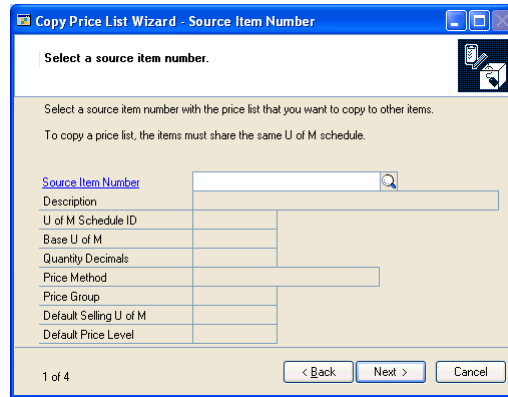 Copy Price List Wizard - Source Item Number
Select a source item number.
Select a source item number with the price list that you want to copy to other items.
To copy a price list, the items must share the same U of M schedule.
Source Item Number
Description
U of M Schedule ID
Base U of M
Quantity Decimals
Price Method
Price Group
Default Selling U of M
Default Price Level
1 of 4
< Back
Next >
Cancel